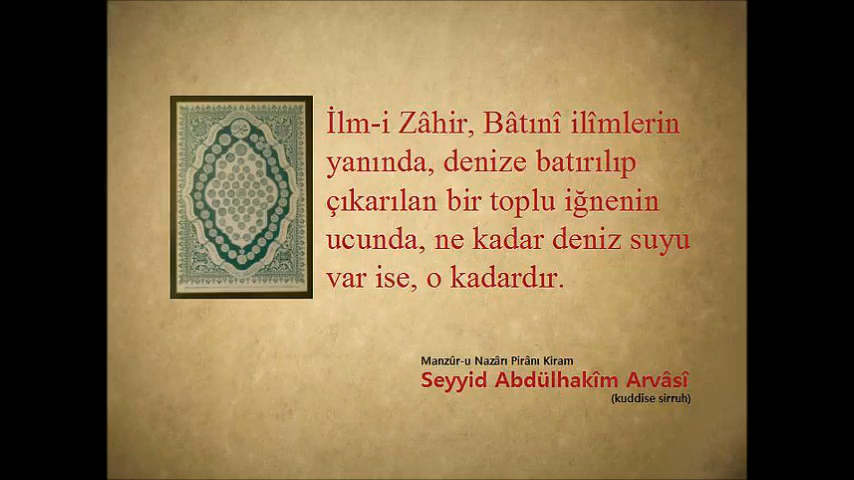 İlm-i Zâhir, Bâtınî ilîmlerin
yanında, denize batırılıp
çıkarılan bir toplu iğnenin
ucunda, ne kadar deniz suyu
var ise, o kadardır.
Manzûr-u Nazârı Pirânı Kiram
Seyyid Abdülhakîm Arvâsî
(kuddise sirruh)